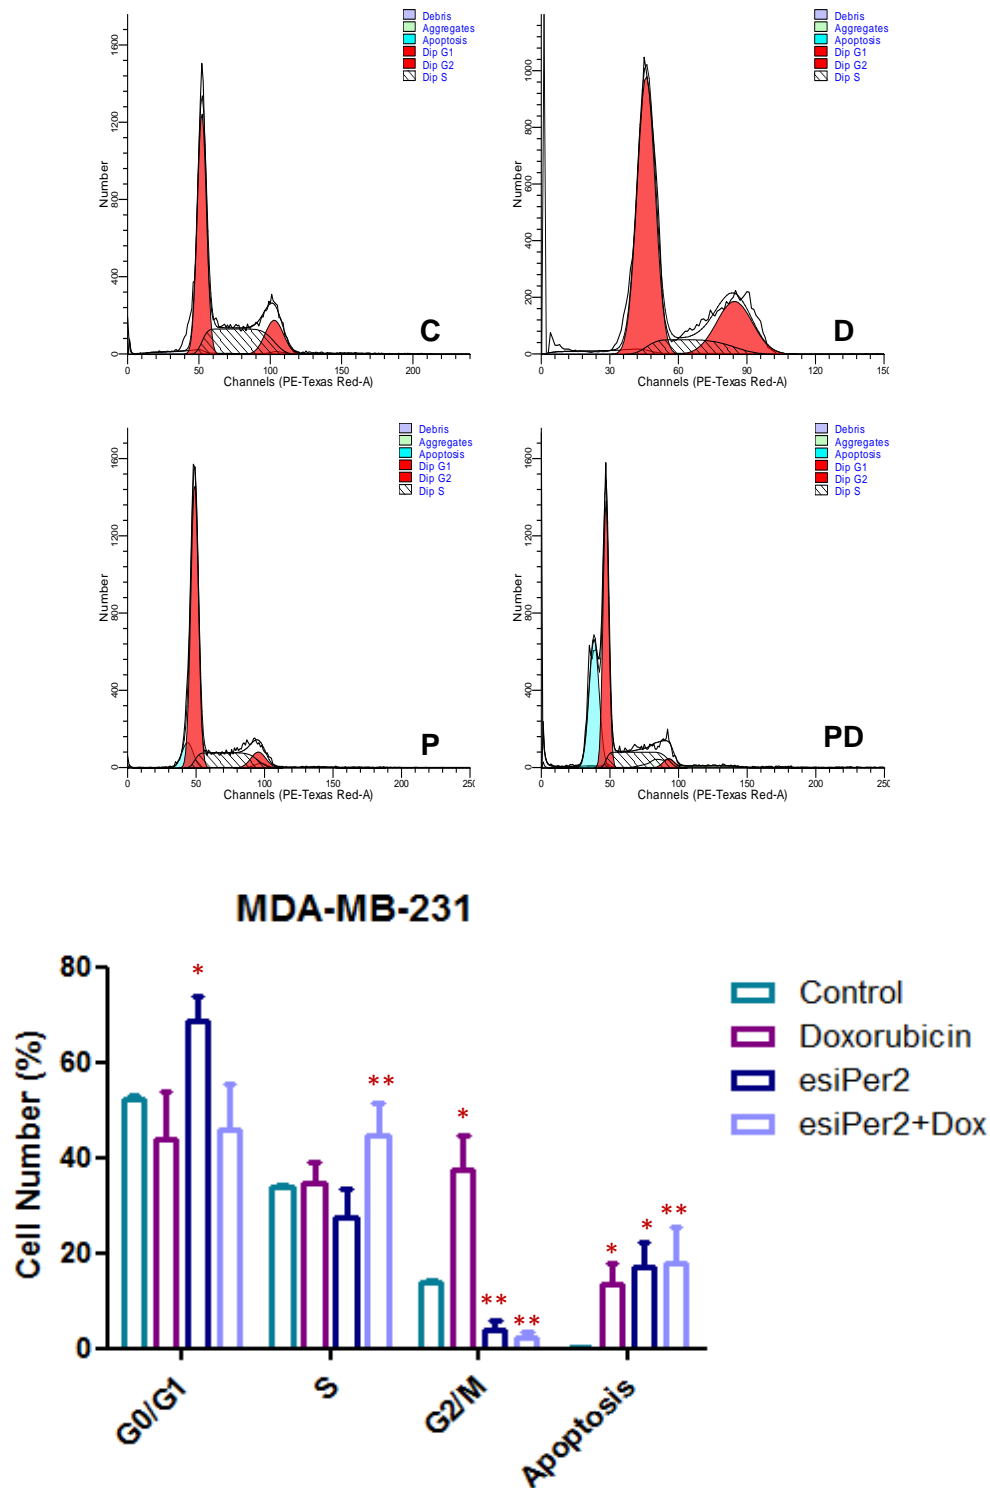 Debris
Aggregates
Apoptosis
Dip G1
Dip G2
Dip S
Number
1600
1200
800
400
0
0 50 100 150 200
Channels (PE-Texas Red-A)
C
Debris
Aggregates
Apoptosis
Dip G1
Dip G2
Dip S
Number
1000
800
600
400
200
0
0 30 60 90 120 150
Channels (PE-Texas Red-A)
D
Debris
Aggregates
Apoptosis
Dip G1
Dip G2
Dip S
Number
1600
1200
800
400
0
0 50 100 150 200 250
Channels (PE-Texas Red-A)
P
Debris
Aggregates
Apoptosis
Dip G1
Dip G2
Dip S
Number
1600
1200
800
400
0
0 50 100 150 200 250
Channels (PE-Texas Red-A)
PD
MDA-MB-231
Cell Number (%)
80
60
40
20
0
* ** * ** ** * * **
G0/G1 S G2/M Apoptosis
Control
Doxorubicin
esiPer2
esiPer2+Dox